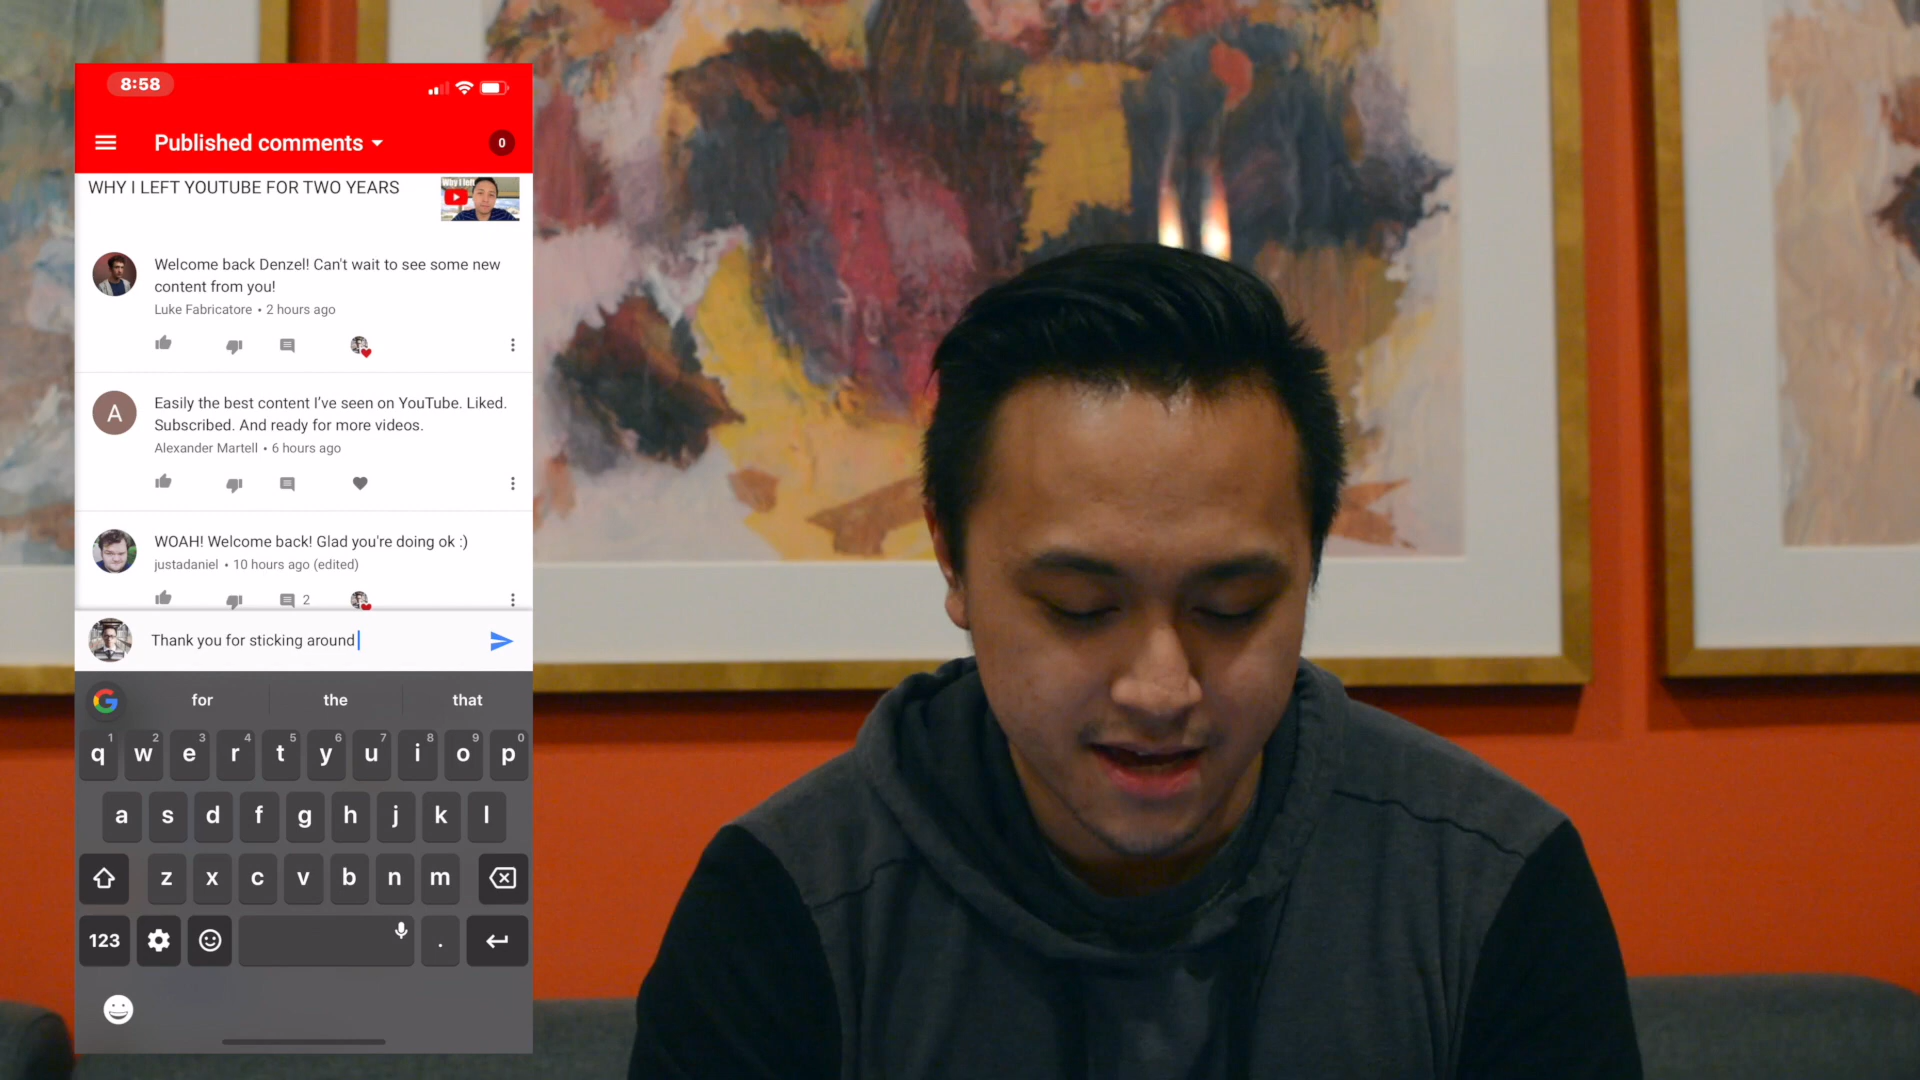 8:58
Published comments
0
WHY I LEFT YOUTUBE FOR TWO YEARS
Why I left
Welcome back Denzel! Can't wait to see some new
content from you!
Luke Fabricatore • 2 hours ago
A
Easily the best content I've seen on YouTube. Liked.
Subscribed. And ready for more videos.
Alexander Martell • 6 hours ago
WOAH! Welcome back! Glad you're doing ok :)
justadaniel • 10 hours ago (edited)
2
Thank you for sticking around
G for the that
1 2 3 4 5 6 7 8 9 0
q w e r t y u i o p
a s d f g h j k l
z x c v b n m
123 .